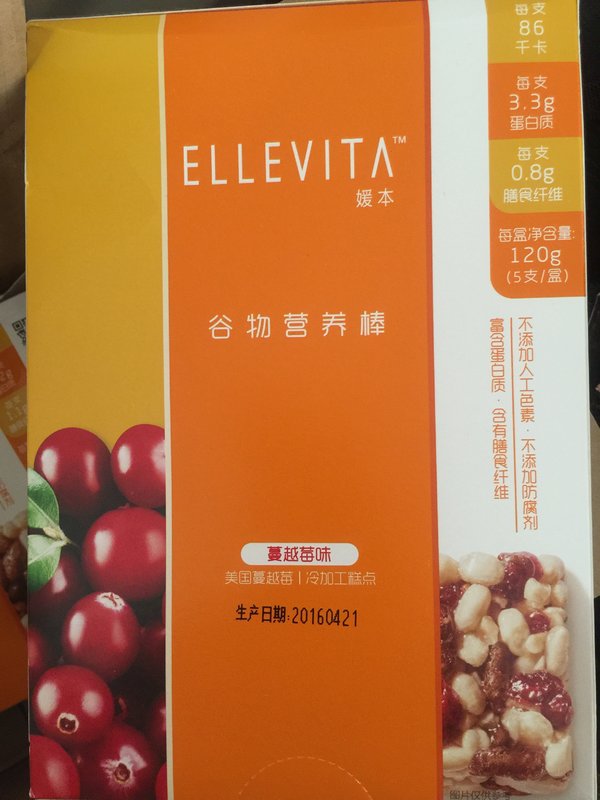 ELLEVITA™
媛本
谷物营养棒
蔓越莓味
美国蔓越莓|冷加工糕点
生产日期:20160421
每支
86
千卡
每支
3.3g
蛋白质
每支
0.8g
膳食纤维
每盒净含量:
120g
(5支/盒)
不添加人工色素·不添加防腐剂
富含蛋白质·含有膳食纤维
图片仅供参考